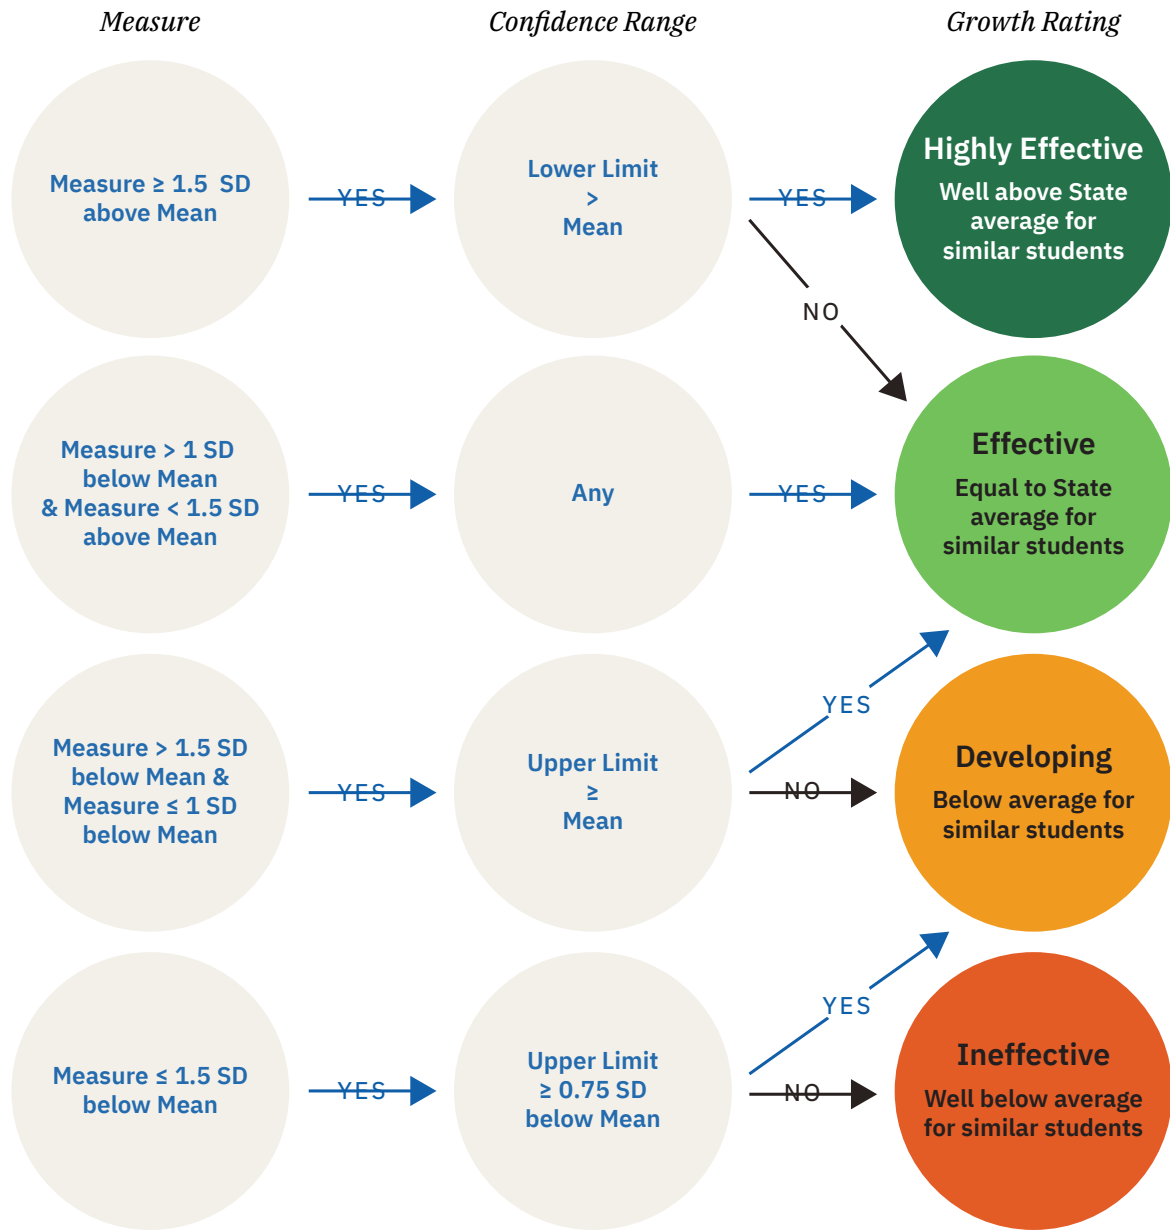 Measure
Confidence Range
Growth Rating
Measure ≥ 1.5 SD
above Mean
YES
Lower Limit
>
Mean
YES
NO
Highly Effective
Well above State
average for
similar students
Measure > 1 SD
below Mean
& Measure < 1.5 SD
above Mean
YES
Any
YES
Effective
Equal to State
average for
similar students
Measure > 1.5 SD
below Mean &
Measure ≤ 1 SD
below Mean
YES
Upper Limit
≥
Mean
YES
NO
Developing
Below average for
similar students
Measure ≤ 1.5 SD
below Mean
YES
Upper Limit
≥ 0.75 SD
below Mean
YES
NO
Ineffective
Well below average
for similar students